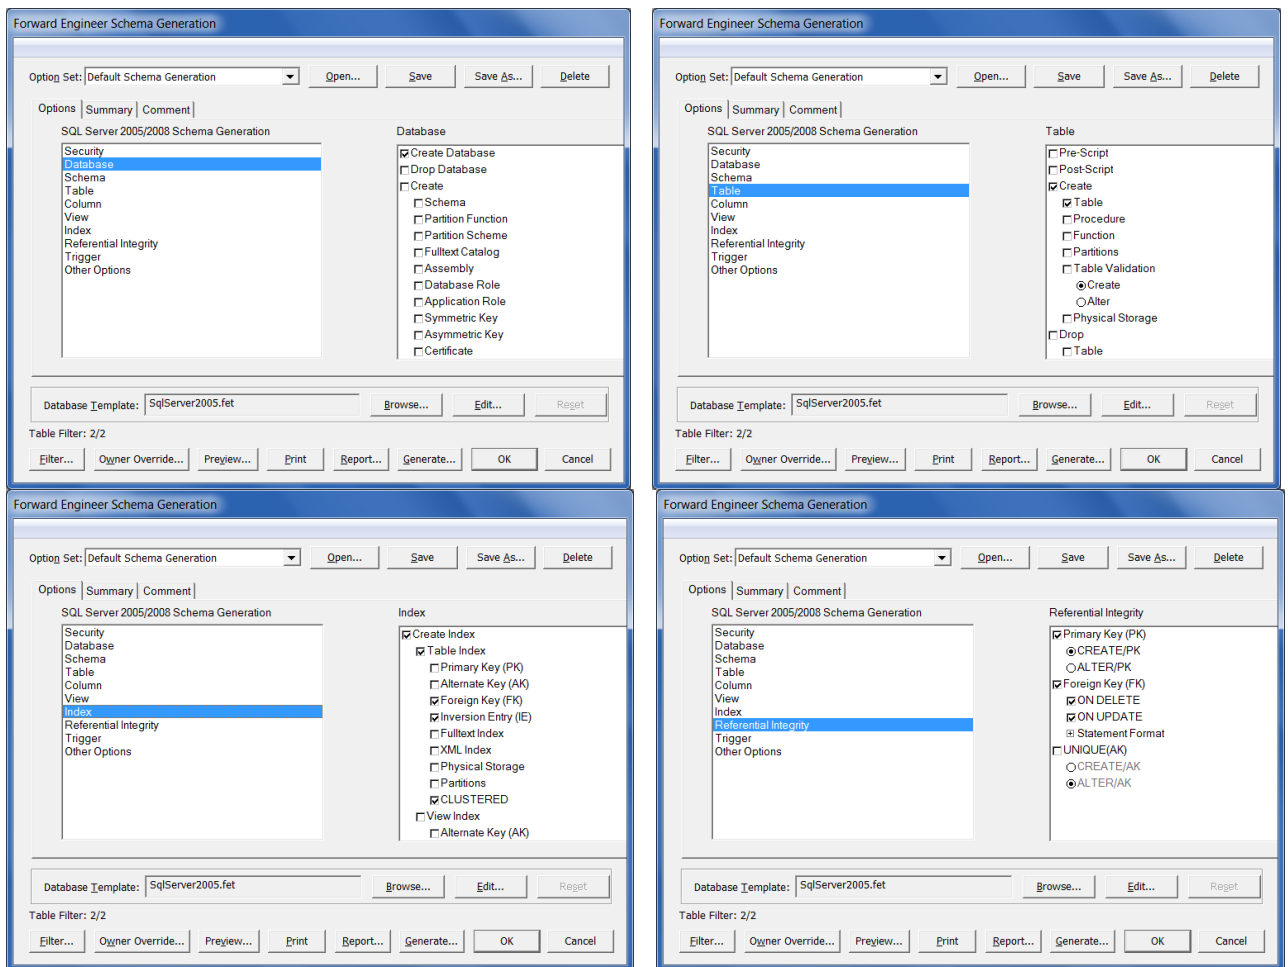 Forward Engineer Schema Generation
Option Set: Default Schema Generation Open... Save Save As... Delete
Options Summary Comment
SQL Server 2005/2008 Schema Generation
Security
Database
Schema
Table
Column
View
Index
Referential Integrity
Trigger
Other Options
Database
Create Database
Drop Database
Create
Schema
Partition Function
Partition Scheme
Fulltext Catalog
Assembly
Database Role
Application Role
Symmetric Key
Asymmetric Key
Certificate
Database Template: SqlServer2005.fet Browse... Edit... Reset
Table Filter: 2/2
Filter... Owner Override... Preview... Print Report... Generate... OK Cancel
Forward Engineer Schema Generation
Option Set: Default Schema Generation Open... Save Save As... Delete
Options Summary Comment
SQL Server 2005/2008 Schema Generation
Security
Database
Schema
Table
Column
View
Index
Referential Integrity
Trigger
Other Options
Table
Pre-Script
Post-Script
Create
Table
Procedure
Function
Partitions
Table Validation
Create
Alter
Physical Storage
Drop
Table
Database Template: SqlServer2005.fet Browse... Edit... Reset
Table Filter: 2/2
Filter... Owner Override... Preview... Print Report... Generate... OK Cancel
Forward Engineer Schema Generation
Option Set: Default Schema Generation Open... Save Save As... Delete
Options Summary Comment
SQL Server 2005/2008 Schema Generation
Security
Database
Schema
Table
Column
View
Index
Referential Integrity
Trigger
Other Options
Index
Create Index
Table Index
Primary Key (PK)
Alternate Key (AK)
Foreign Key (FK)
Inversion Entry (IE)
Fulltext Index
XML Index
Physical Storage
Partitions
CLUSTERED
View Index
Alternate Key (AK)
Database Template: SqlServer2005.fet Browse... Edit... Reset
Table Filter: 2/2
Filter... Owner Override... Preview... Print Report... Generate... OK Cancel
Forward Engineer Schema Generation
Option Set: Default Schema Generation Open... Save Save As... Delete
Options Summary Comment
SQL Server 2005/2008 Schema Generation
Security
Database
Schema
Table
Column
View
Index
Referential Integrity
Trigger
Other Options
Referential Integrity
Primary Key (PK)
CREATE/PK
ALTER/PK
Foreign Key (FK)
ON DELETE
ON UPDATE
Statement Format
UNIQUE(AK)
CREATE/AK
ALTER/AK
Database Template: SqlServer2005.fet Browse... Edit... Reset
Table Filter: 2/2
Filter... Owner Override... Preview... Print Report... Generate... OK Cancel